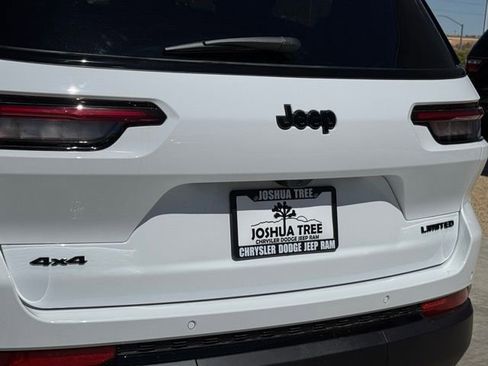 Jeep
JOSHUA TREE
JOSHUA TREE
CHRYSLER DODGE JEEP RAM
CHRYSLER DODGE JEEP RAM
LIMITED
4x4